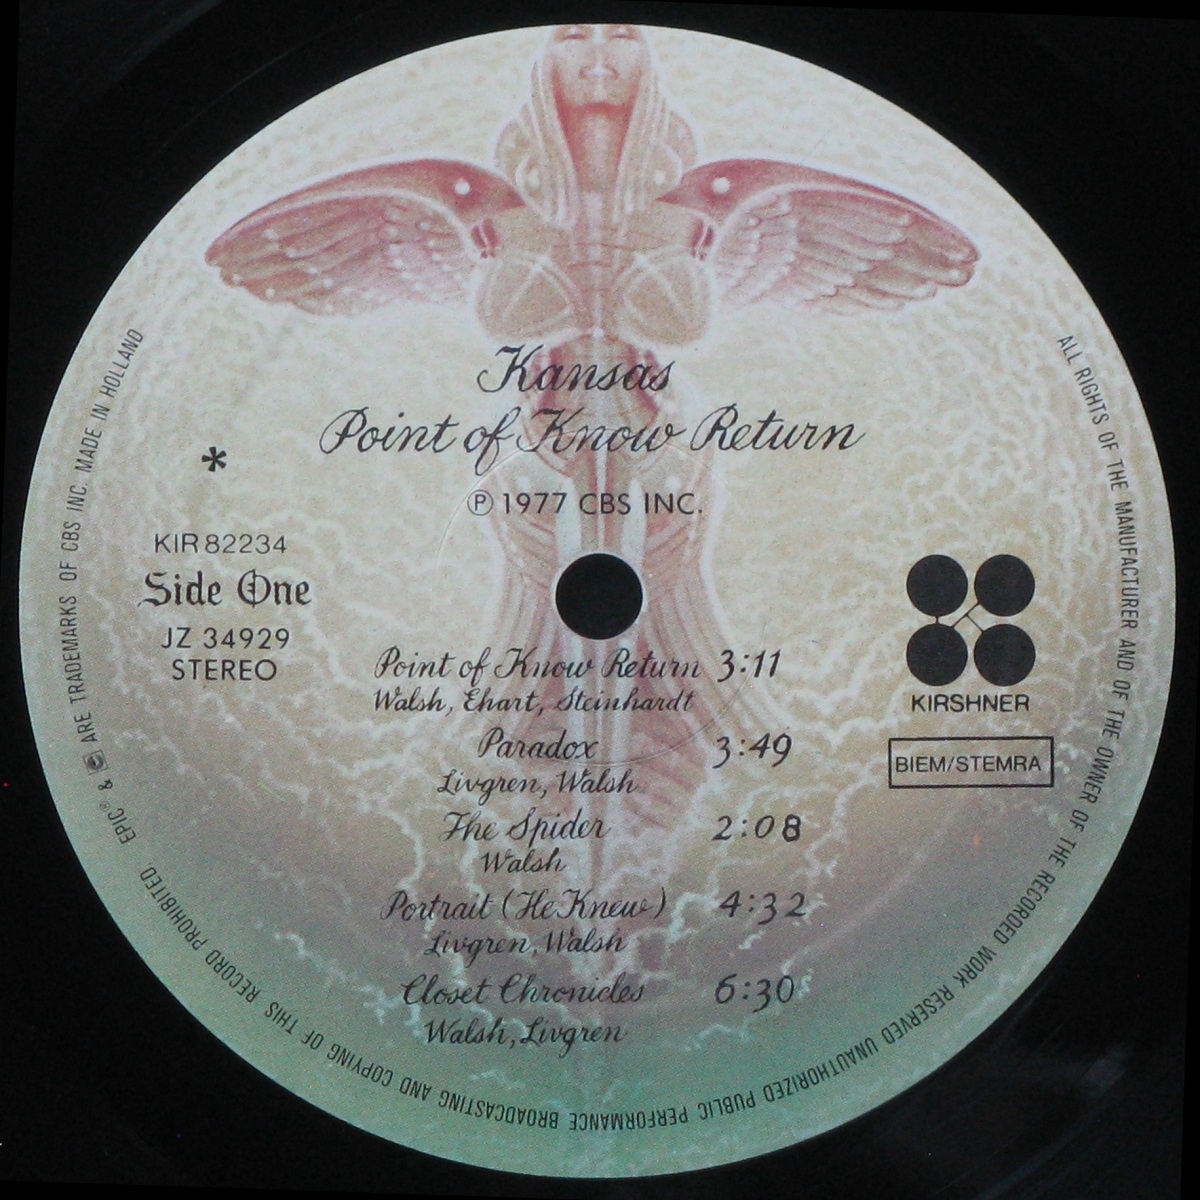 Kansas
Point of Know Return
℗ 1977 CBS INC.
*
KIR 82234
Side One
JZ 34929
STEREO
KIRSHNER
BIEM/STEMRA
Point of Know Return 3:11
Walsh, Ehart, Steinhardt
Paradox 3:49
Livgren, Walsh
The Spider 2:08
Walsh
Portrait (He Knew) 4:32
Livgren, Walsh
Closet Chronicles 6:30
Walsh, Livgren
ALL RIGHTS OF THE MANUFACTURER AND OF THE OWNER OF THE RECORDED WORK RESERVED UNAUTHORIZED PUBLIC PERFORMANCE BROADCASTING AND COPYING OF THIS RECORD PROHIBITED.
EPIC® & ARE TRADEMARKS OF CBS INC. MADE IN HOLLAND